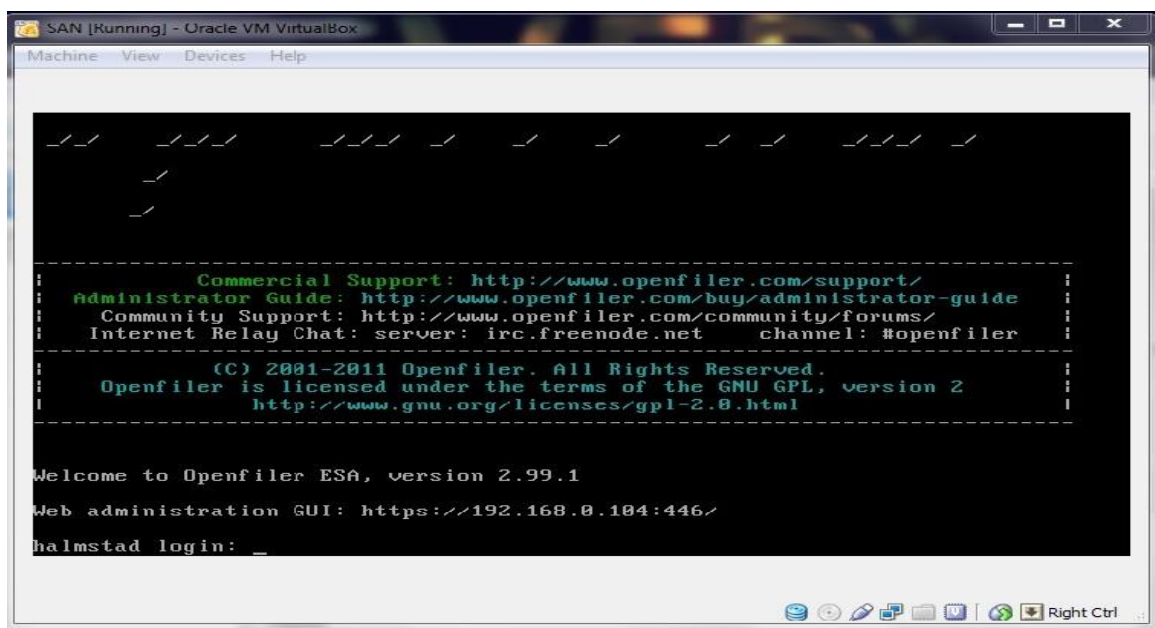 SAN [Running] - Oracle VM VirtualBox
Machine View Devices Help
Commercial Support: http://www.openfiler.com/support/
Administrator Guide: http://www.openfiler.com/buy/administrator-guide
Community Support: http://www.openfiler.com/community/forums/
Internet Relay Chat: server: irc.freenode.net channel: #openfiler
(C) 2001-2011 Openfiler. All Rights Reserved.
Openfiler is licensed under the terms of the GNU GPL, version 2
http://www.gnu.org/licenses/gpl-2.0.html
Welcome to Openfiler ESA, version 2.99.1
Web administration GUI: https://192.168.0.104:446/
halmstad login: _
Right Ctrl